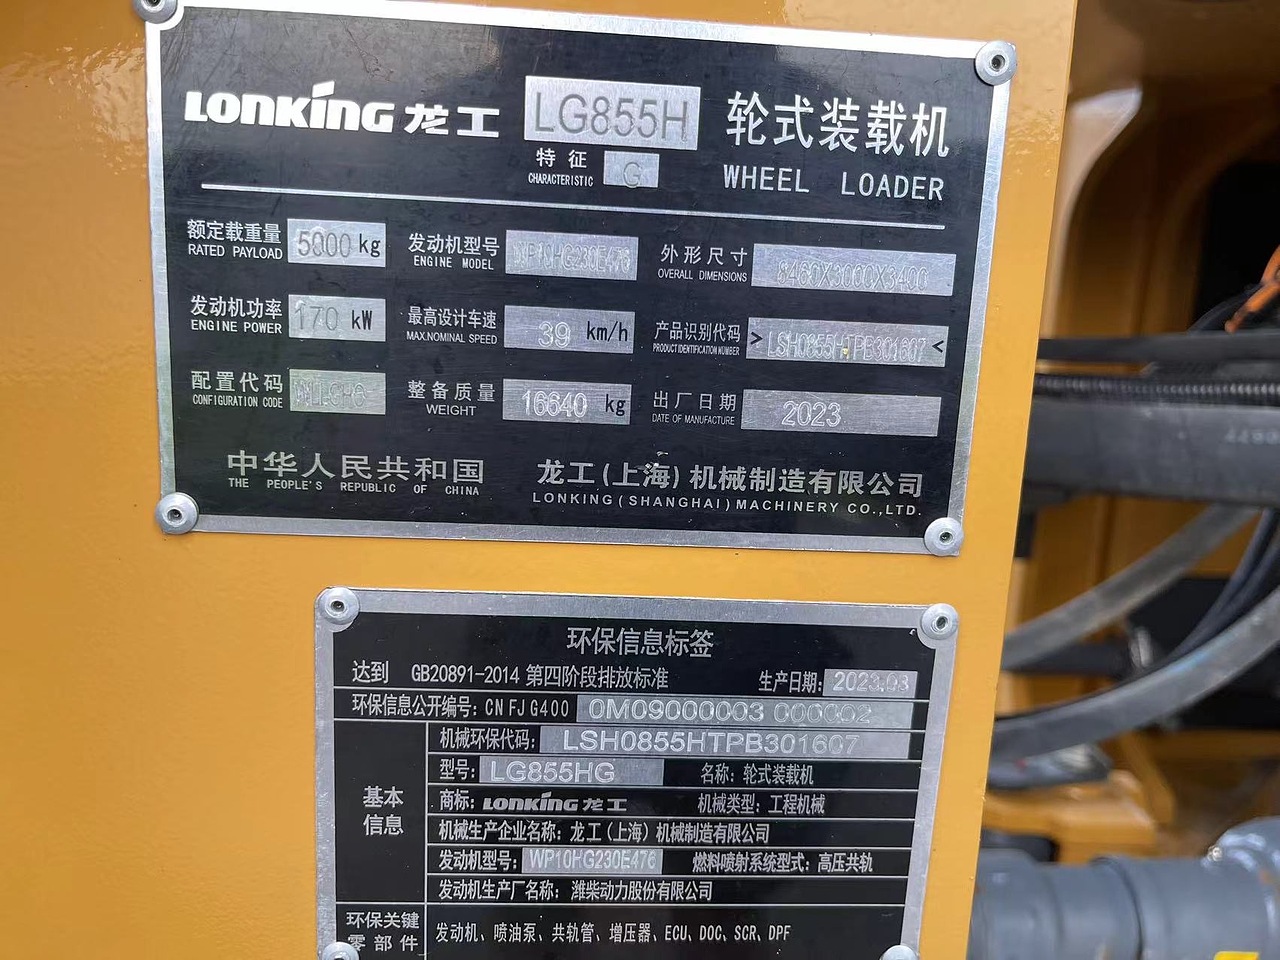 LONKING 龙工 LG855H 轮式装载机
特征 CHARACTERISTIC G WHEEL LOADER
额定载重量 RATED PAYLOAD 5000 kg 发动机型号 ENGINE MODEL WP10HG230E476 外形尺寸 OVERALL DIMENSIONS 8460X3000X3400
发动机功率 ENGINE POWER 170 kW 最高设计车速 MAX.NOMINAL SPEED 39 km/h 产品识别代码 PRODUCT IDENTIFICATION NUMBER >LSH0855HTPB301607<
配置代码 CONFIGURATION CODE 整备质量 WEIGHT 16640 kg 出厂日期 DATE OF MANUFACTURE 2023
中华人民共和国 龙工(上海)机械制造有限公司
THE PEOPLE'S REPUBLIC OF CHINA LONKING(SHANGHAI)MACHINERY CO.,LTD.
环保信息标签
达到 GB20891-2014 第四阶段排放标准 生产日期: 2023.03
环保信息公开编号: CN FJ G400 0M09000003 000002
机械环保代码: LSH0855HTPB301607
型号: LG855HG 名称: 轮式装载机
基本信息
商标: LONKING 龙工 机械类型: 工程机械
机械生产企业名称: 龙工(上海)机械制造有限公司
发动机型号: WP10HG230E476 燃料喷射系统型式: 高压共轨
发动机生产厂名称: 潍柴动力股份有限公司
环保关键零部件 发动机、喷油泵、共轨管、增压器、ECU、DOC、SCR、DPF